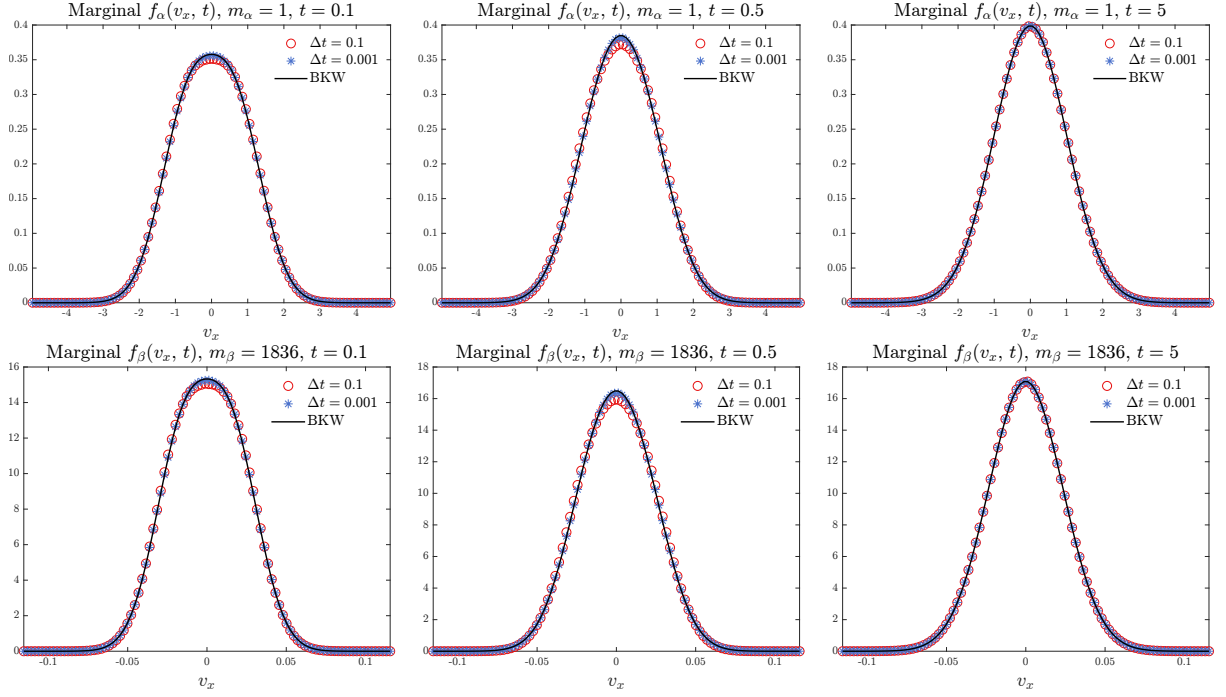 Marginal $f_\alpha(v_x, t)$, $m_\alpha = 1$, $t = 0.1$
0.4
0.35
0.3
0.25
0.2
0.15
0.1
0.05
0
-4 -3 -2 -1 0 1 2 3 4
$v_x$
$\Delta t = 0.1$
$\Delta t = 0.001$
BKW
Marginal $f_\alpha(v_x, t)$, $m_\alpha = 1$, $t = 0.5$
0.4
0.35
0.3
0.25
0.2
0.15
0.1
0.05
0
-4 -3 -2 -1 0 1 2 3 4
$v_x$
$\Delta t = 0.1$
$\Delta t = 0.001$
BKW
Marginal $f_\alpha(v_x, t)$, $m_\alpha = 1$, $t = 5$
0.4
0.35
0.3
0.25
0.2
0.15
0.1
0.05
0
-4 -3 -2 -1 0 1 2 3 4
$v_x$
$\Delta t = 0.1$
$\Delta t = 0.001$
BKW
Marginal $f_\beta(v_x, t)$, $m_\beta = 1836$, $t = 0.1$
16
14
12
10
8
6
4
2
0
-0.1 -0.05 0 0.05 0.1
$v_x$
$\Delta t = 0.1$
$\Delta t = 0.001$
BKW
Marginal $f_\beta(v_x, t)$, $m_\beta = 1836$, $t = 0.5$
18
16
14
12
10
8
6
4
2
0
-0.1 -0.05 0 0.05 0.1
$v_x$
$\Delta t = 0.1$
$\Delta t = 0.001$
BKW
Marginal $f_\beta(v_x, t)$, $m_\beta = 1836$, $t = 5$
18
16
14
12
10
8
6
4
2
0
-0.1 -0.05 0 0.05 0.1
$v_x$
$\Delta t = 0.1$
$\Delta t = 0.001$
BKW